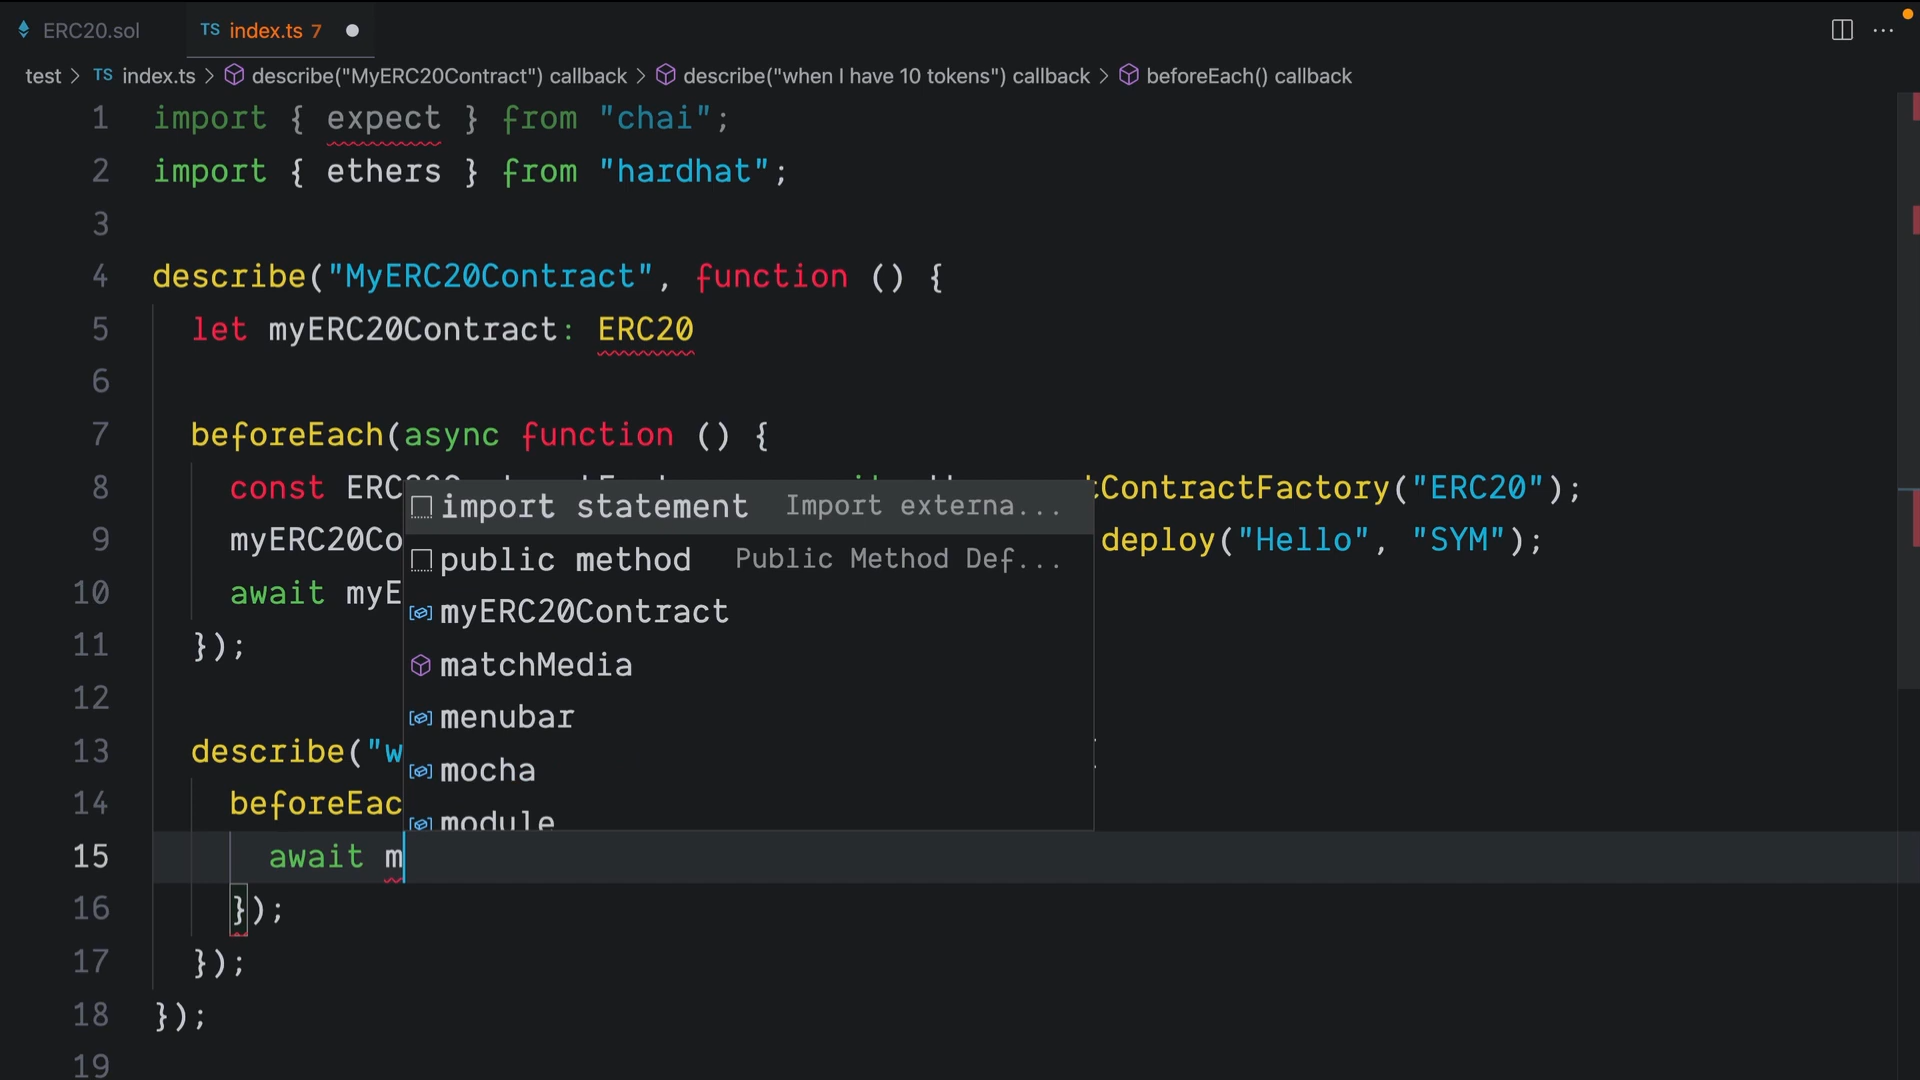 ERC20.sol
TS index.ts 7
test > TS index.ts > describe("MyERC20Contract") callback > describe("when I have 10 tokens") callback > beforeEach() callback
1 import { expect } from "chai";
2 import { ethers } from "hardhat";
3
4 describe("MyERC20Contract", function () {
5 let myERC20Contract: ERC20
6
7 beforeEach(async function () {
8 const ERC tContractFactory("ERC20");
9 myERC20Co deploy("Hello", "SYM");
10 await myE
11 });
12
13 describe("w
14 beforeEac
15 await m
16 });
17 });
18 });
19
import statement Import externa...
public method Public Method Def...
myERC20Contract
matchMedia
menubar
mocha
module